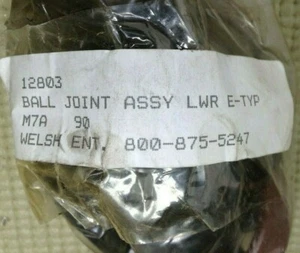 12803
BALL JOINT ASSY LWR E-TYP
M7A 90
WELSH ENT. 800-875-5247